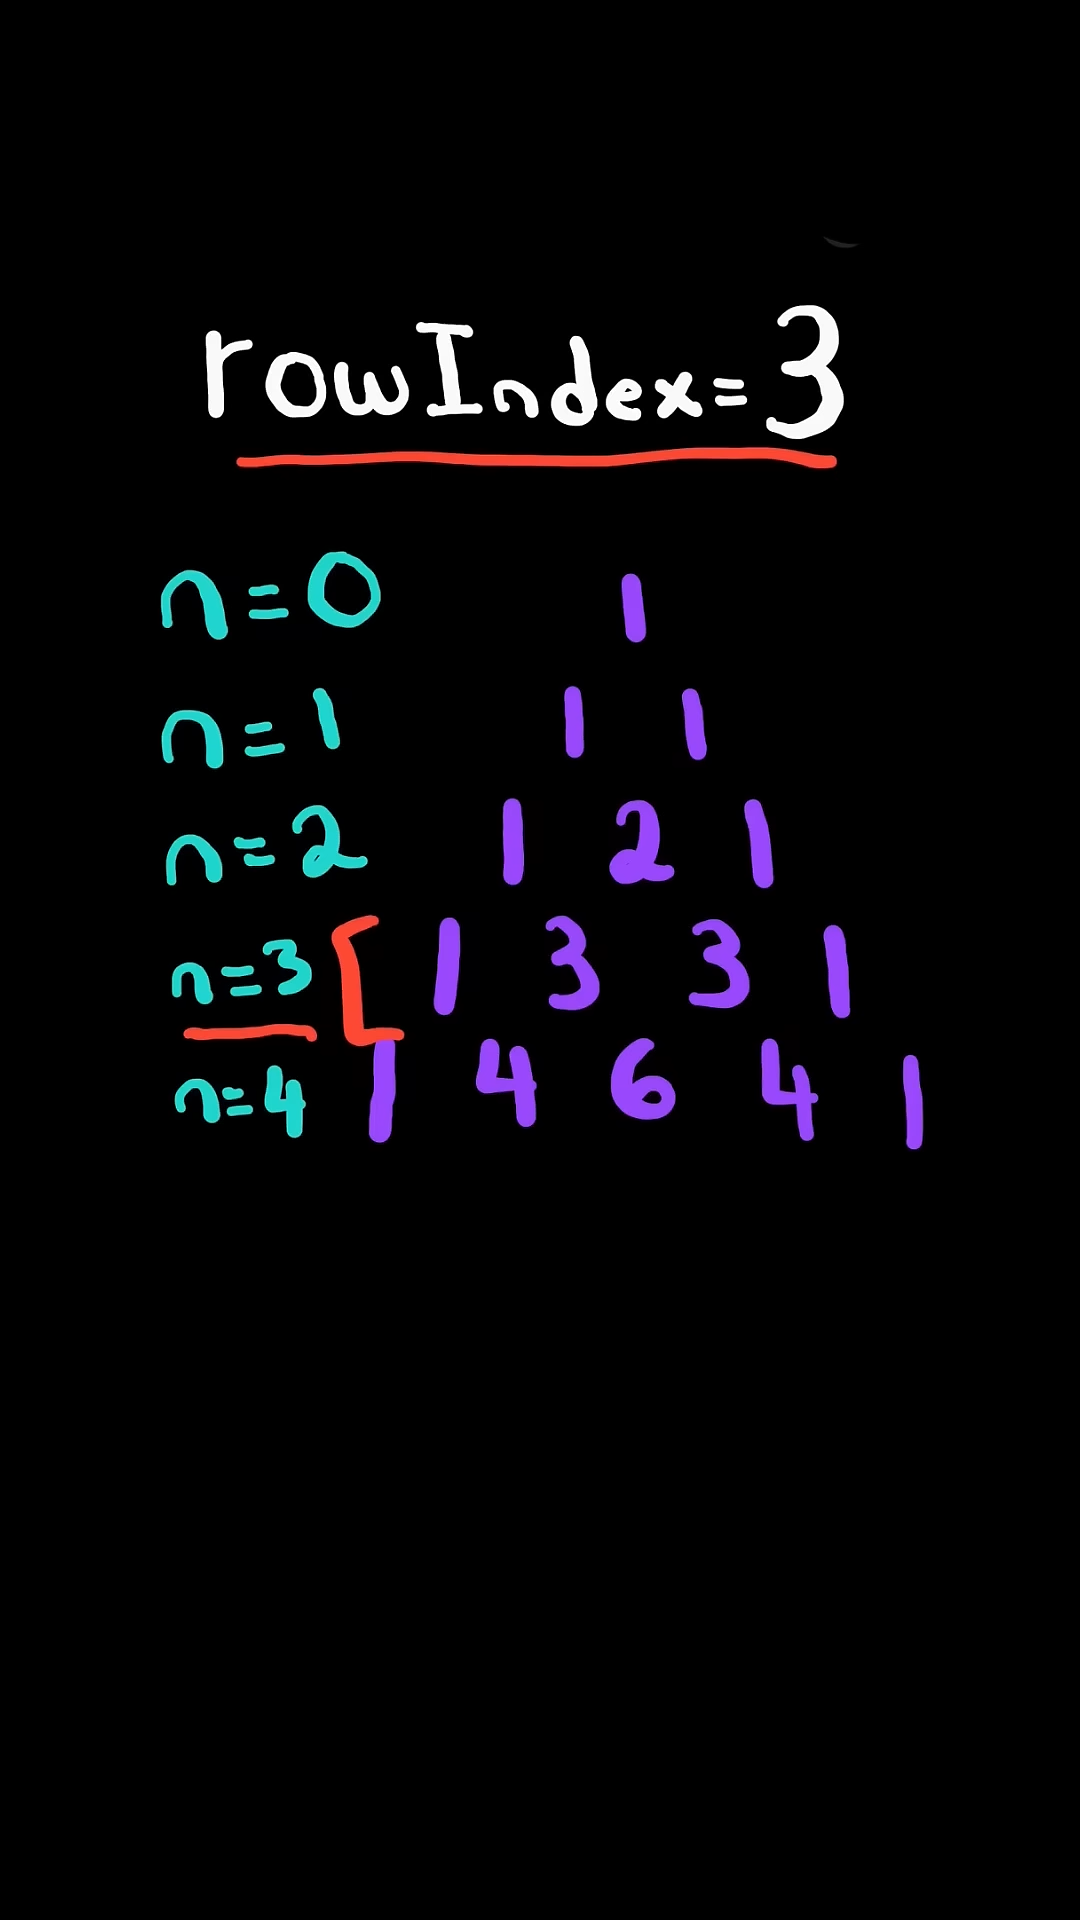 rowIndex=3
n=0 1
n=1 1 1
n=2 1 2 1
n=3 [ 1 3 3 1
n=4 1 4 6 4 1